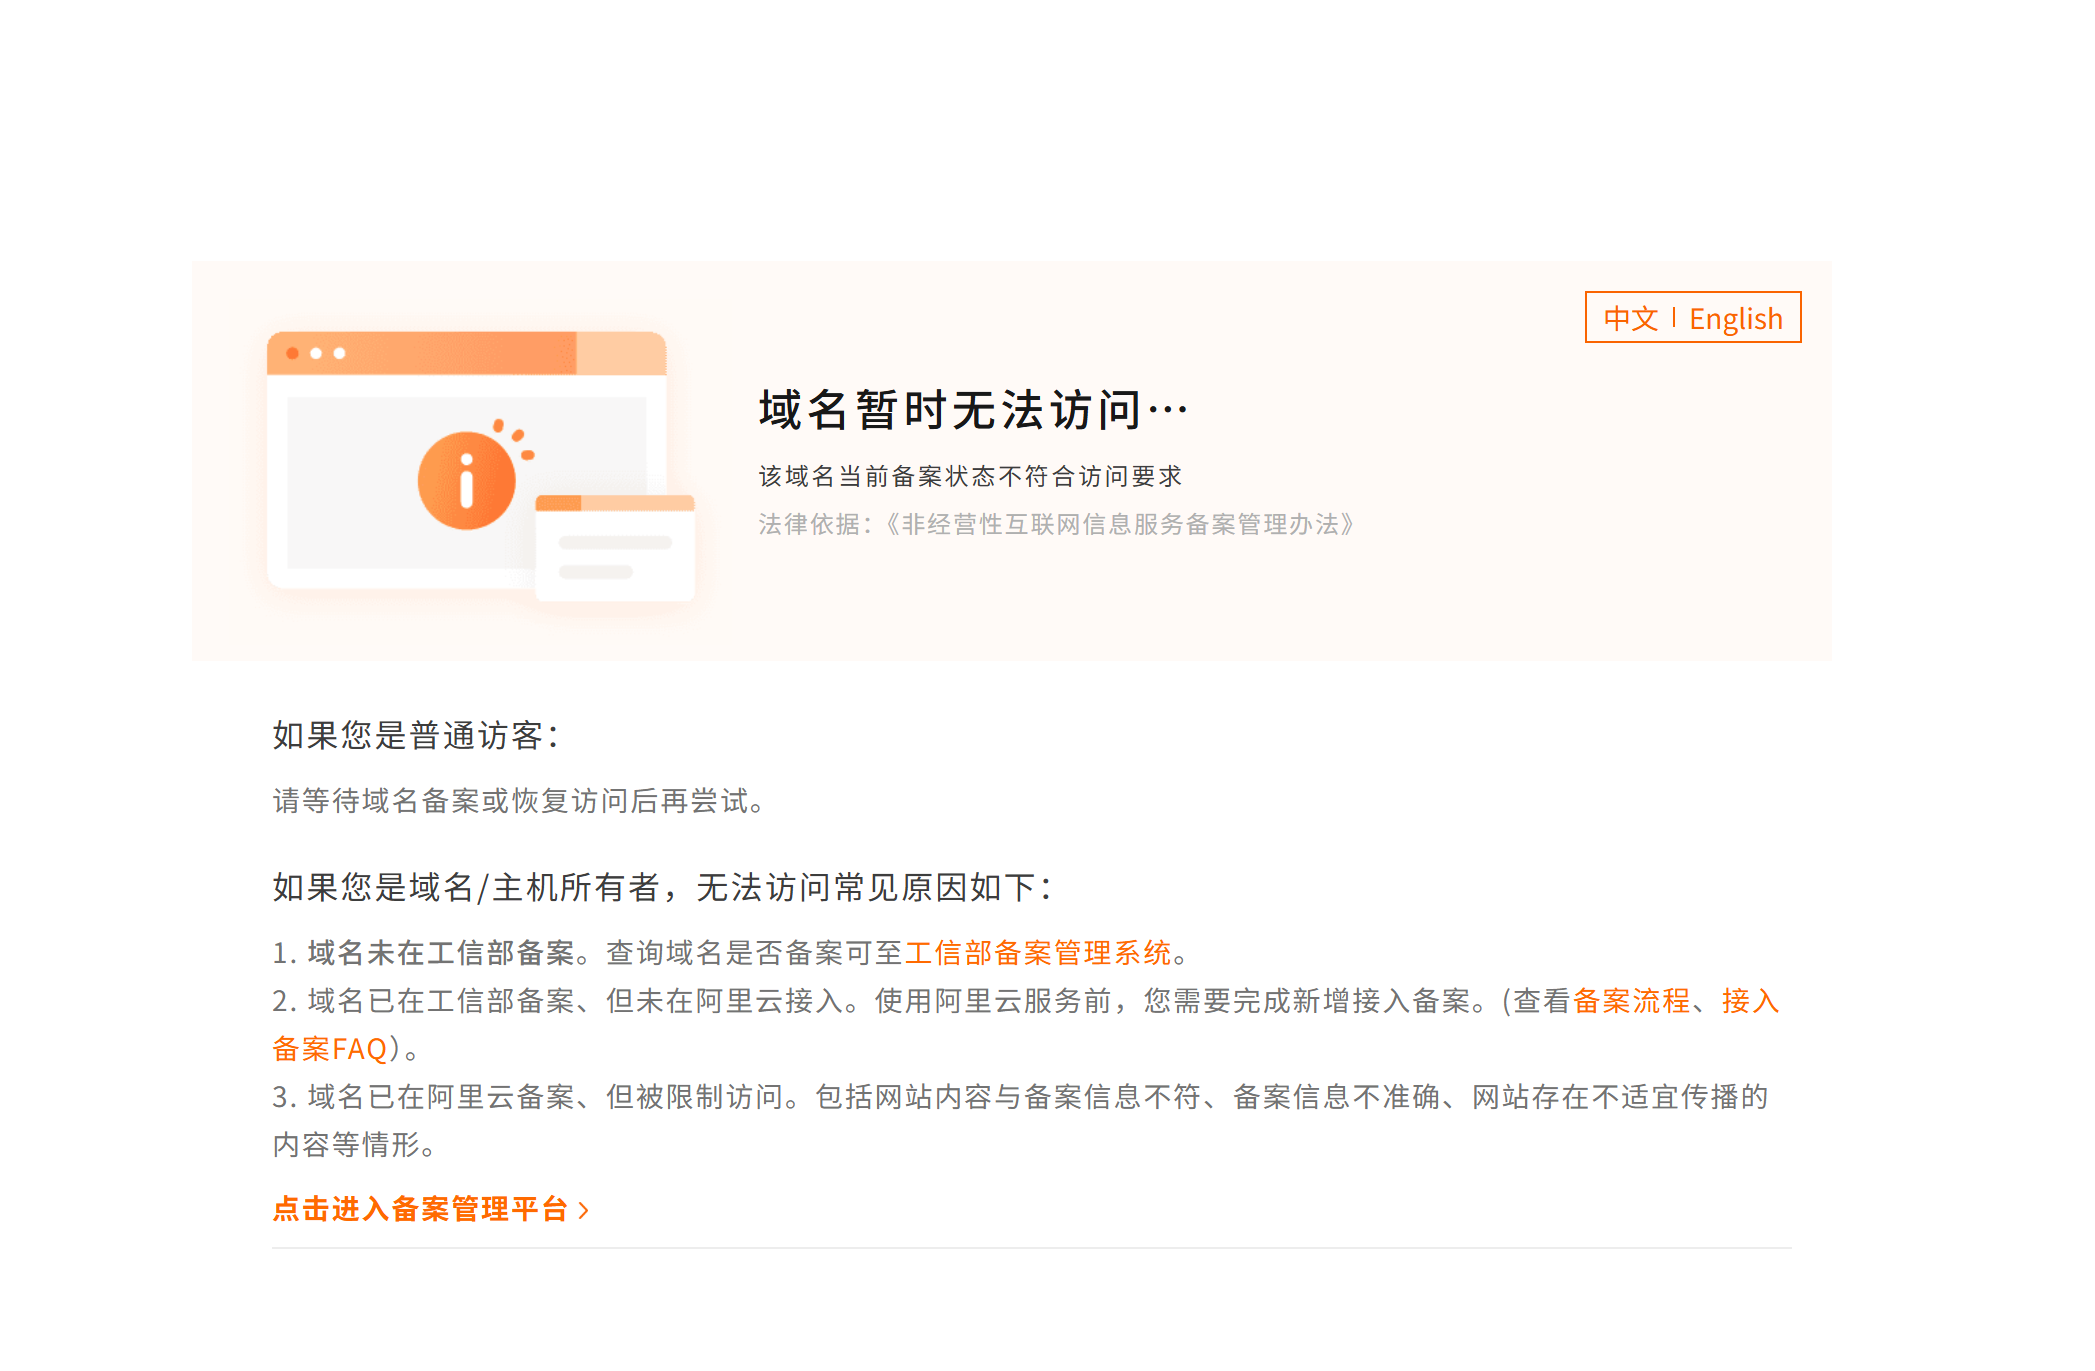 中文 | English
域名暂时无法访问…
该域名当前备案状态不符合访问要求
法律依据：《非经营性互联网信息服务备案管理办法》
如果您是普通访客：
请等待域名备案或恢复访问后再尝试。
如果您是域名/主机所有者，无法访问常见原因如下：
1. 域名未在工信部备案。查询域名是否备案可至工信部备案管理系统。
2. 域名已在工信部备案、但未在阿里云接入。使用阿里云服务前，您需要完成新增接入备案。(查看备案流程、接入
备案FAQ）。
3. 域名已在阿里云备案、但被限制访问。包括网站内容与备案信息不符、备案信息不准确、网站存在不适宜传播的
内容等情形。
点击进入备案管理平台 >